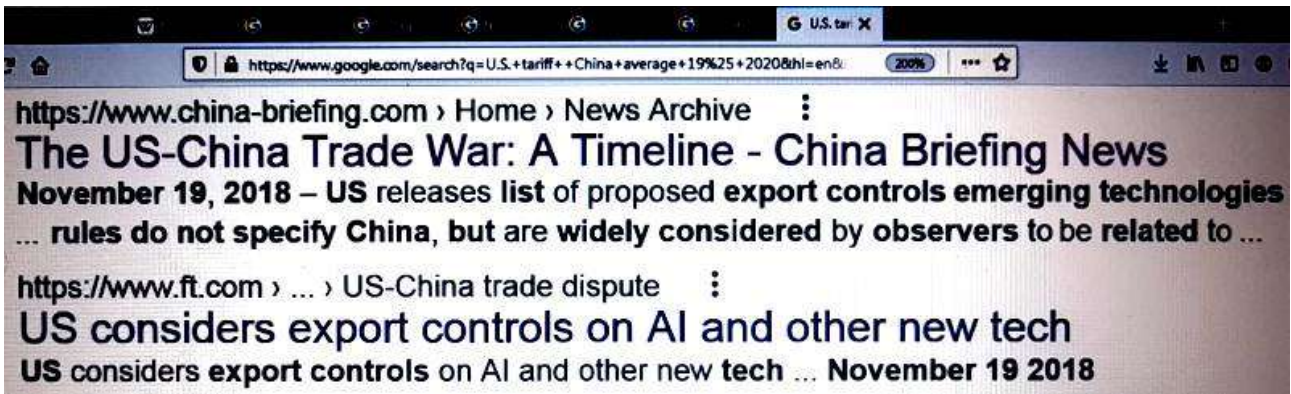 G U.S. tar
https://www.google.com/search?q=U.S.+tariff++China+average+19%25+2020&hl=en&
200%
https://www.china-briefing.com › Home › News Archive
The US-China Trade War: A Timeline - China Briefing News
November 19, 2018 – US releases list of proposed export controls emerging technologies
... rules do not specify China, but are widely considered by observers to be related to ...
https://www.ft.com › ... › US-China trade dispute
US considers export controls on AI and other new tech
US considers export controls on AI and other new tech ... November 19 2018